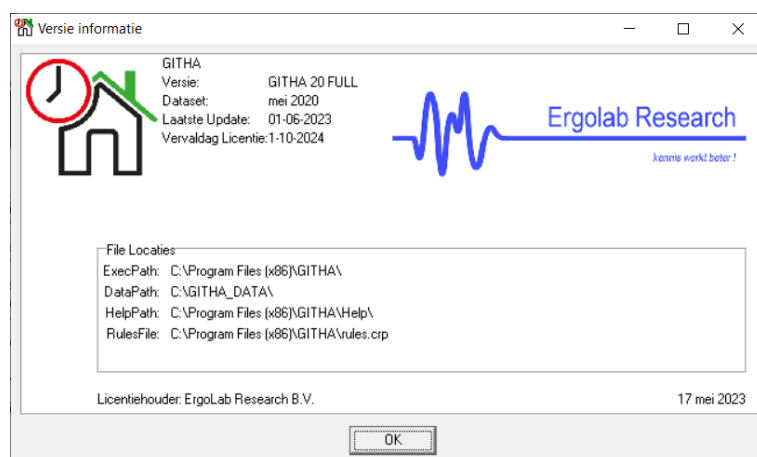 Versie informatie
GITHA
Versie: GITHA 20 FULL
Dataset: mei 2020
Laatste Update: 01-06-2023
Vervaldag Licentie:1-10-2024
Ergolab Research
kennis werkt beter !
File Locaties
ExecPath: C:\Program Files (x86)\GITHA\
DataPath: C:\GITHA_DATA\
HelpPath: C:\Program Files (x86)\GITHA\Help\
RulesFile: C:\Program Files (x86)\GITHA\rules.crp
Licentiehouder: ErgoLab Research B.V.
17 mei 2023
OK